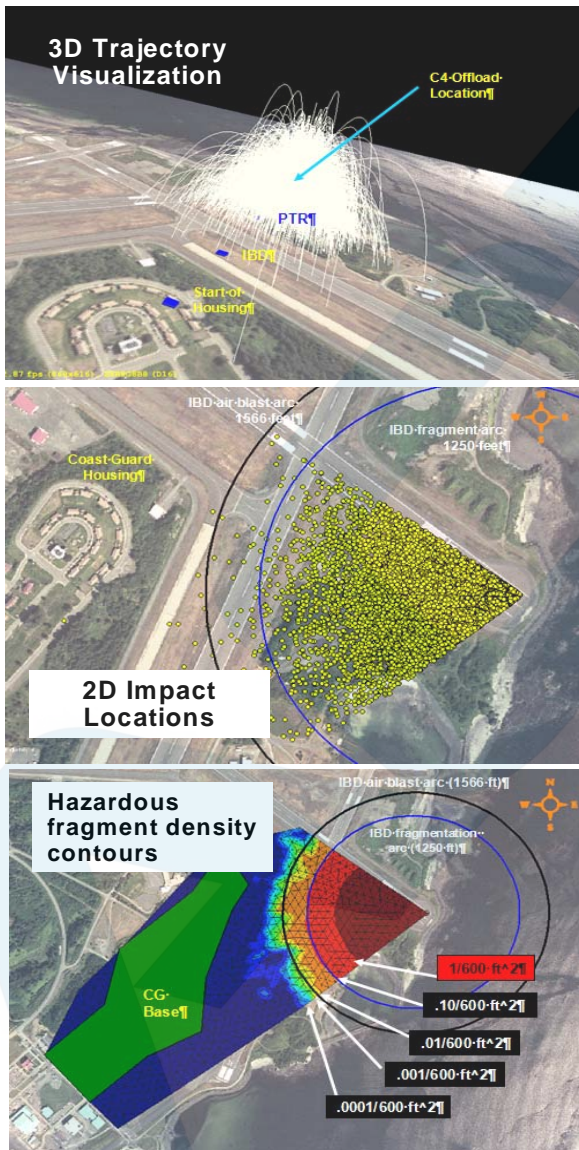 3D Trajectory
Visualization
C4·Offload·
Location¶
PTR¶
IBD¶
Start·of·
Housing¶
IBD·air·blast·arc·
1566·feet¶
IBD·fragment·arc·
1250·feet¶
Coast·Guard·
Housing¶
2D Impact
Locations
Hazardous
fragment density
contours
IBD·air·blast·arc·(1566·ft)¶
N
S
IBD·fragmentation··
arc·(1250·ft)¶
CG·
Base¶
1/600·ft^2¶
.10/600·ft^2¶
.01/600·ft^2¶
.001/600·ft^2¶
.0001/600·ft^2¶